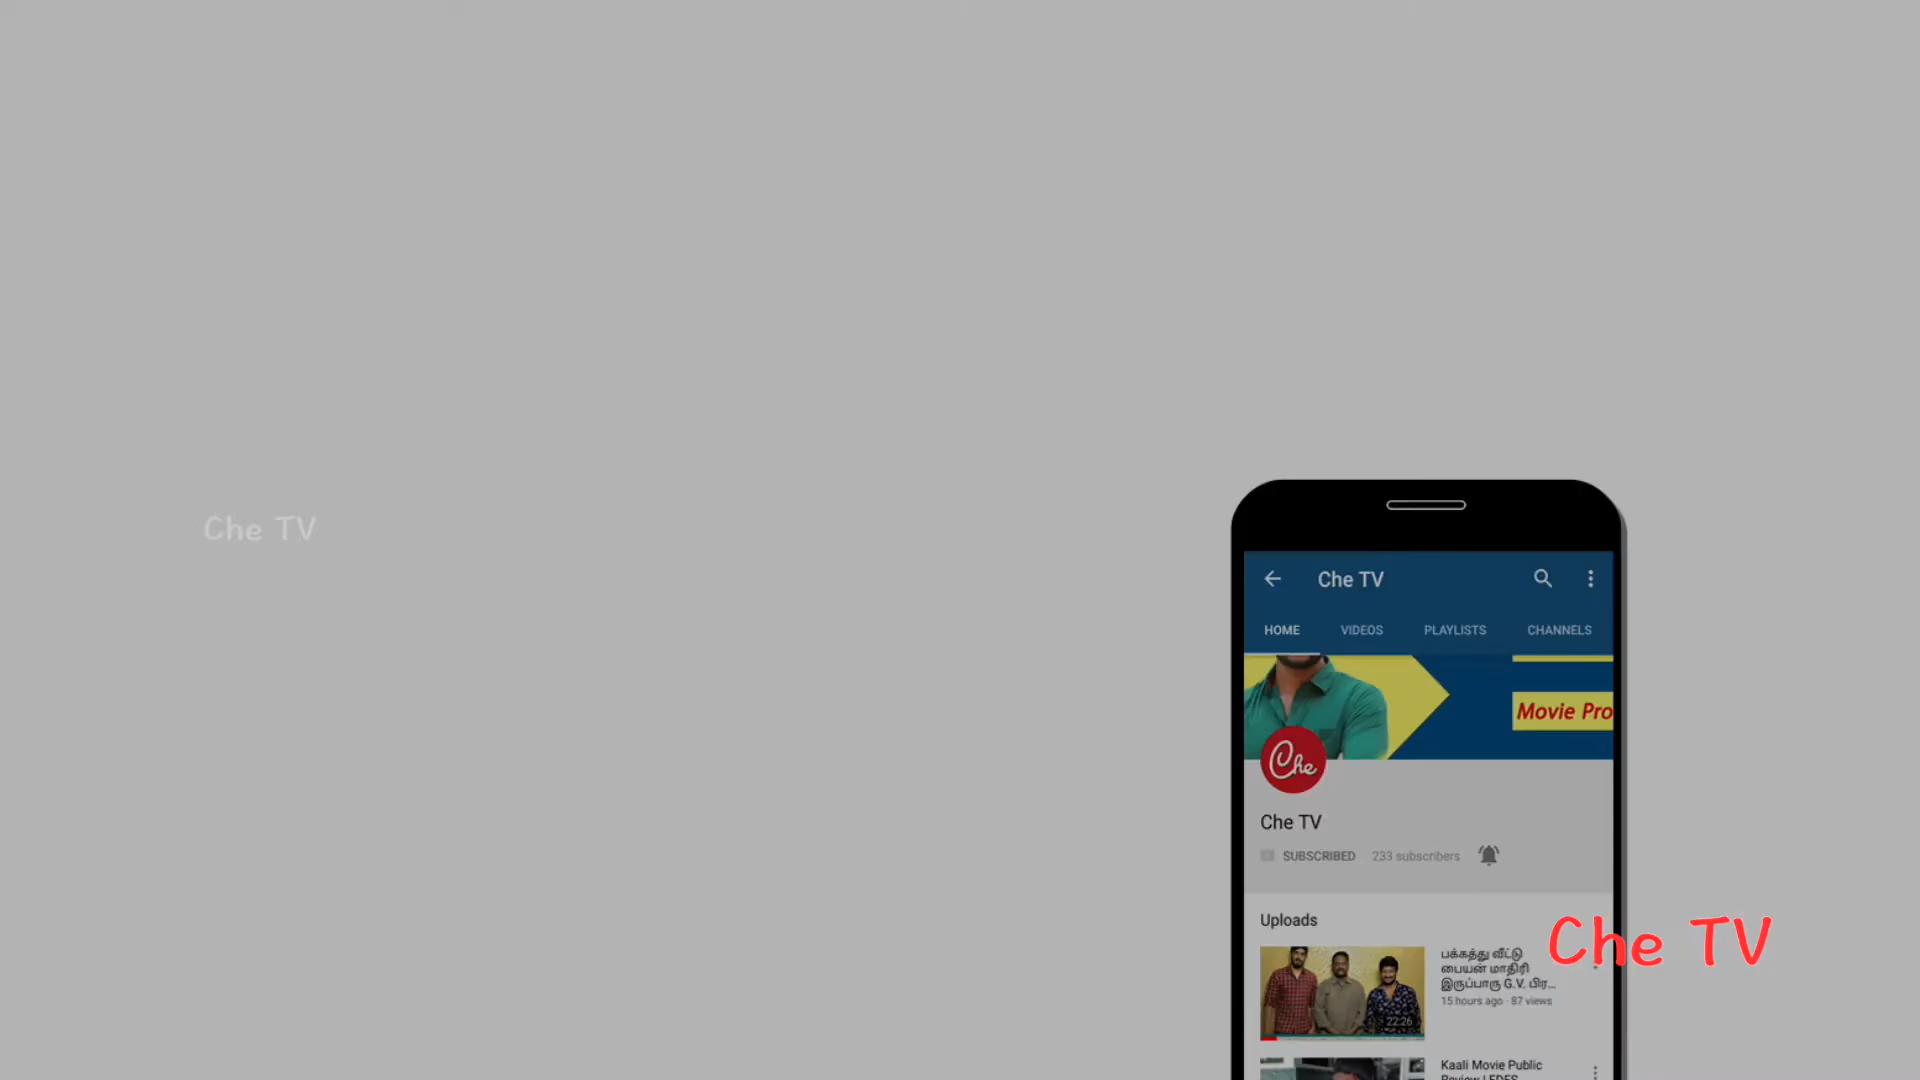 Che TV
Che TV
HOME VIDEOS PLAYLISTS CHANNELS
Movie Pro
Che
Che TV
SUBSCRIBED 233 subscribers
Uploads
பக்கத்து வீட்டு
பையன் மாதிரி
இருப்பாரு G.V. பிர...
15 hours ago · 87 views
22:26
Che TV
Kaali Movie Public